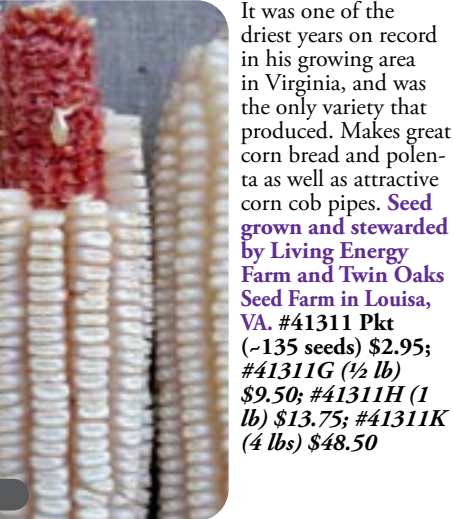 It was one of the
driest years on record
in his growing area
in Virginia, and was
the only variety that
produced. Makes great
corn bread and polen-
ta as well as attractive
corn cob pipes. Seed
grown and stewarded
by Living Energy
Farm and Twin Oaks
Seed Farm in Louisa,
VA. #41311 Pkt
(~135 seeds) $2.95;
#41311G (½ lb)
$9.50; #41311H (1
lb) $13.75; #41311K
(4 lbs) $48.50